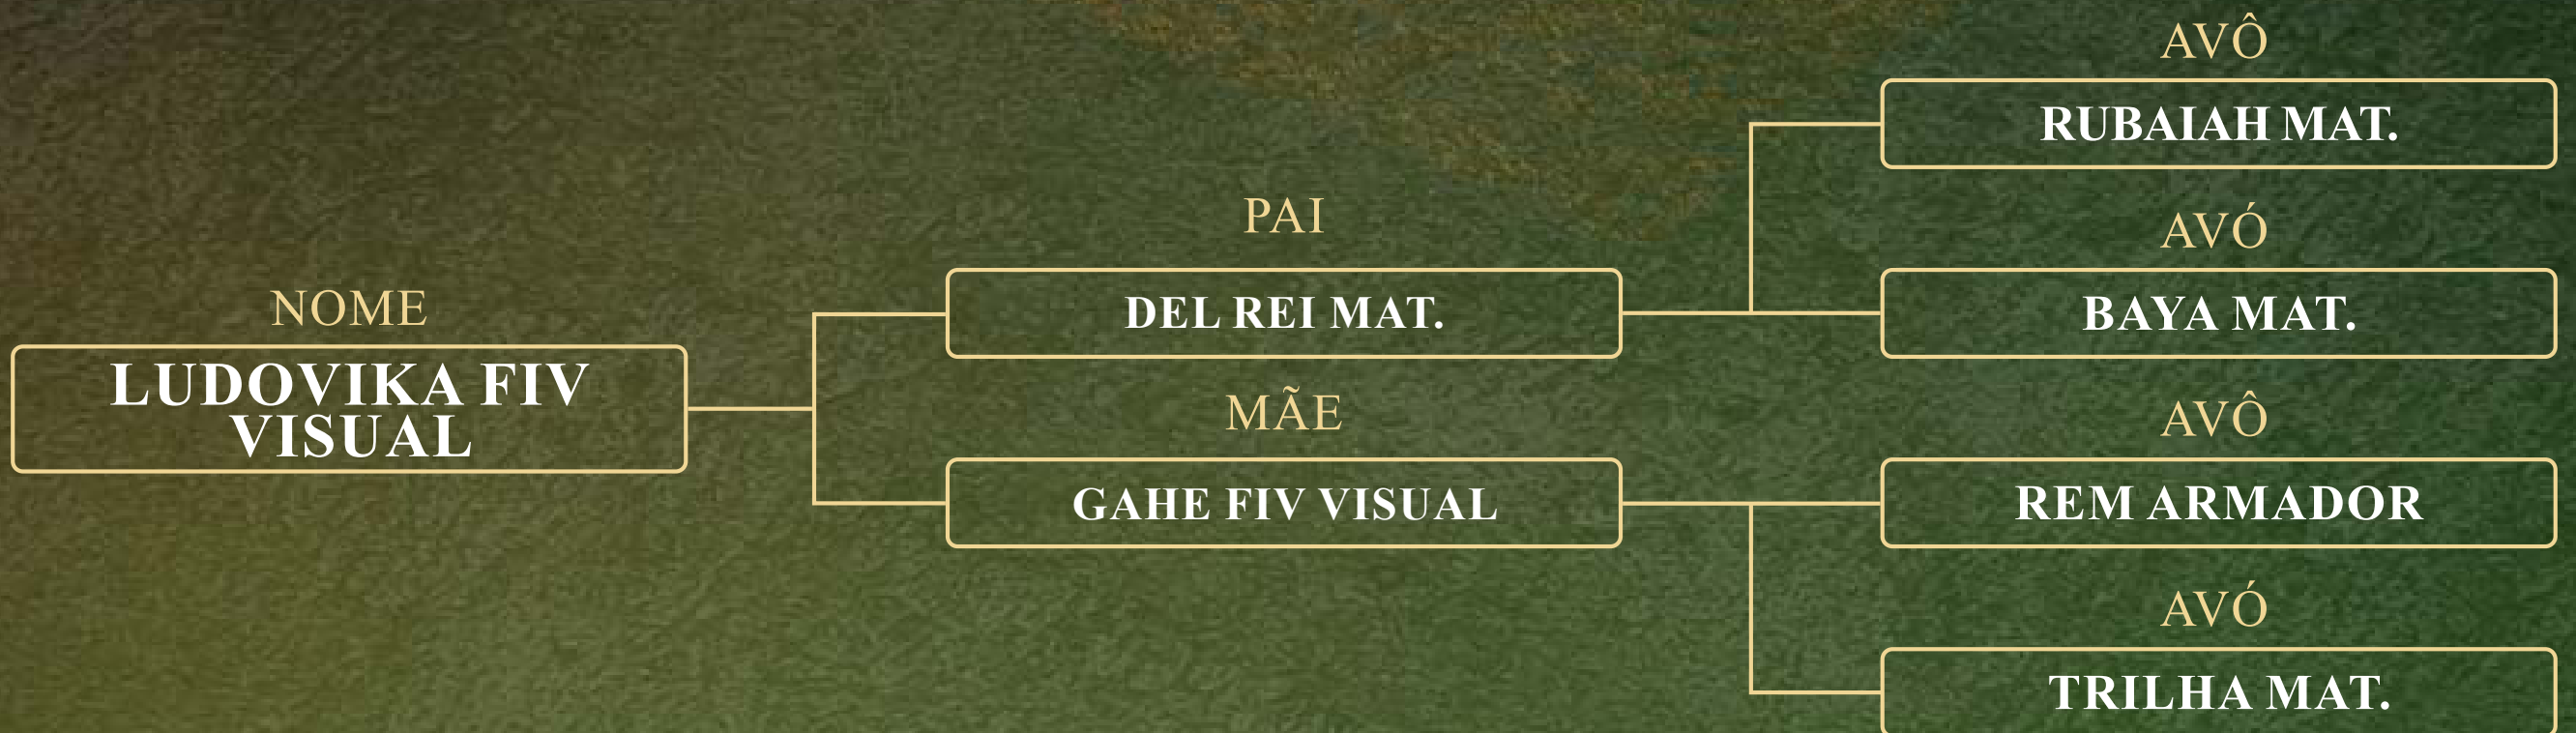 NOME
LUDOVIKA FIV
VISUAL
PAI
DEL REI MAT.
MÃE
GAHE FIV VISUAL
AVÔ
RUBAIAH MAT.
AVÓ
BAYA MAT.
AVÔ
REM ARMADOR
AVÓ
TRILHA MAT.